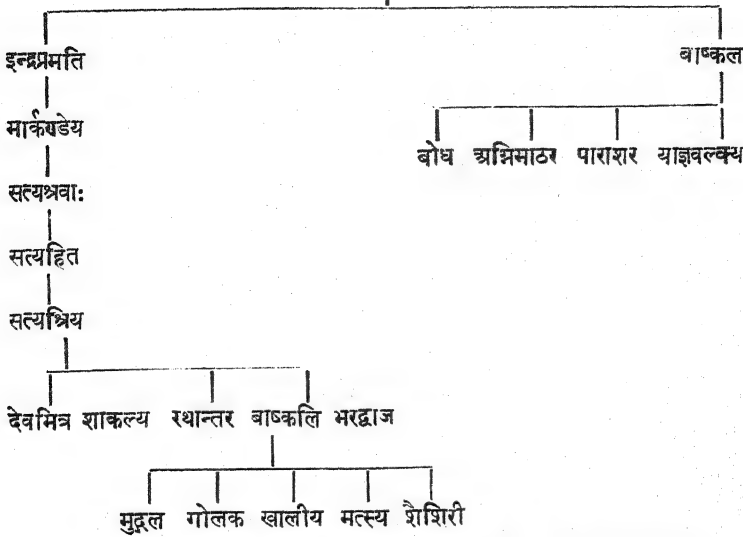 इन्द्रप्रमति बाष्कल
मार्कण्डेय
बोध अग्निमाठर पाराशर याज्ञवल्क्य
सत्यश्रवाः
सत्यहित
सत्यश्रिय
देवमित्र शाकल्य रथान्तर बाष्कलि भरद्वाज
मुद्गल गोलक खालीय मत्स्य शैशिरी